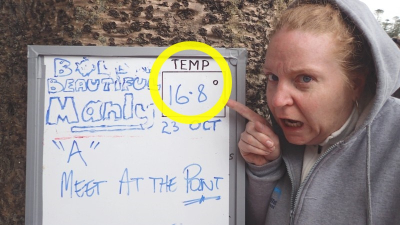 BOLD &
BEAUTIFUL
Manly
TEMP
16.8°
23 OCT
"A"
MEET AT THE POINT